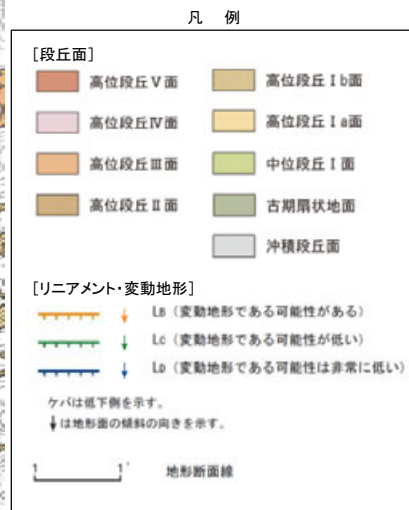 凡 例
[段丘面]
高位段丘Ⅴ面 高位段丘Ⅰb面
高位段丘Ⅳ面 高位段丘Ⅰa面
高位段丘Ⅲ面 中位段丘Ⅰ面
高位段丘Ⅱ面 古期扇状地面
沖積段丘面
[リニアメント・変動地形]
LB (変動地形である可能性がある)
LC (変動地形である可能性が低い)
LD (変動地形である可能性は非常に低い)
ケバは低下側を示す。
↓は地形面の傾斜の向きを示す。
1 1' 地形断面線